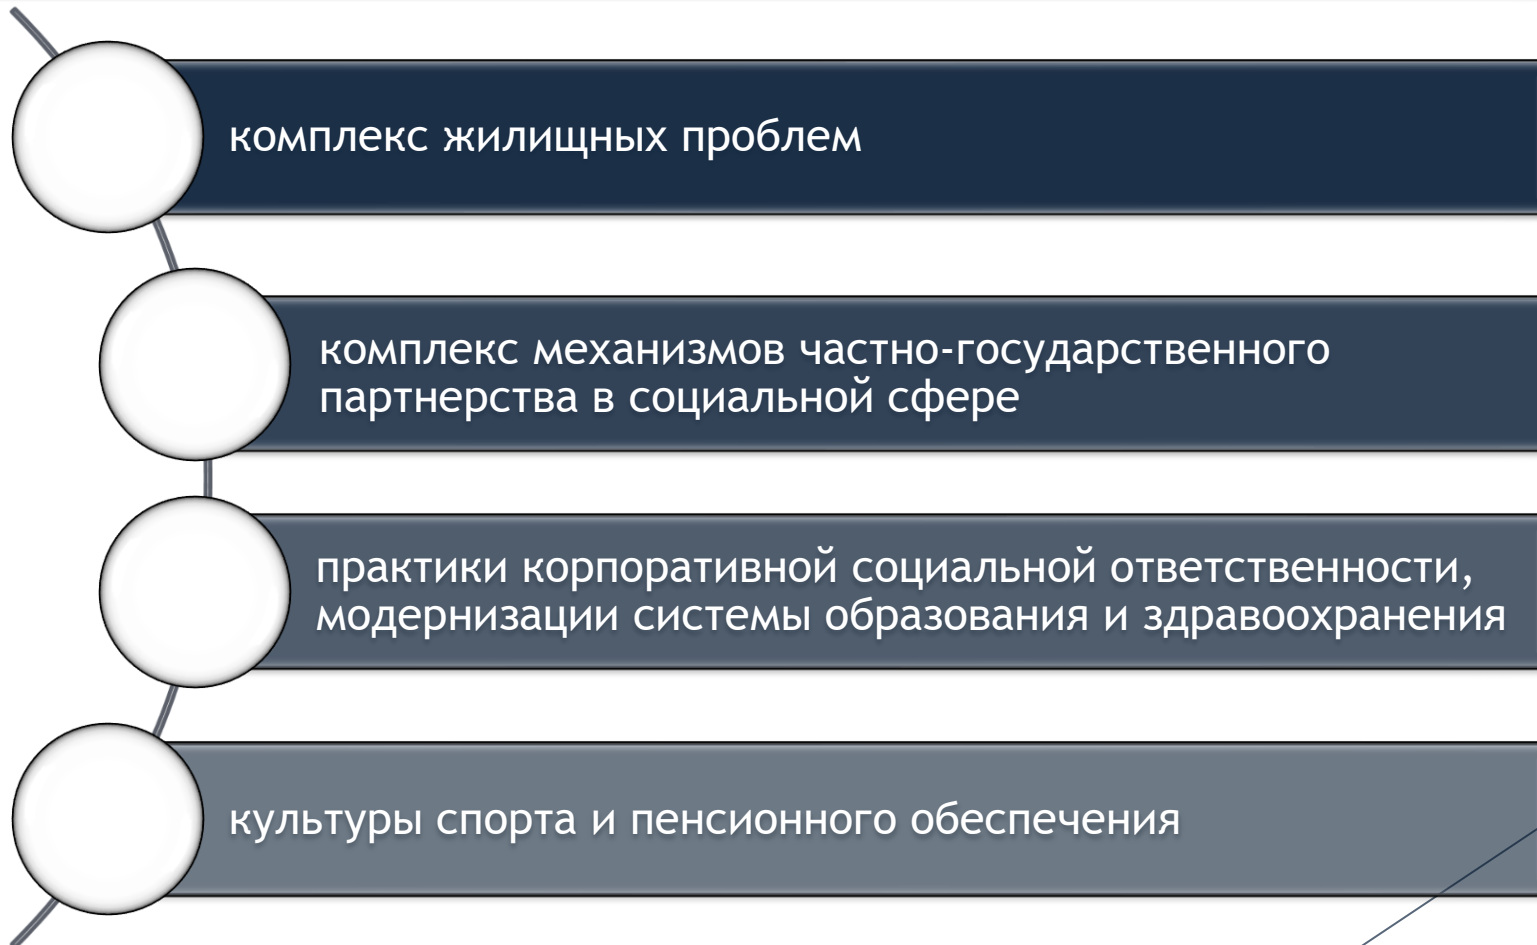 комплекс жилищных проблем
комплекс механизмов частно-государственного
партнерства в социальной сфере
практики корпоративной социальной ответственности,
модернизации системы образования и здравоохранения
культуры спорта и пенсионного обеспечения